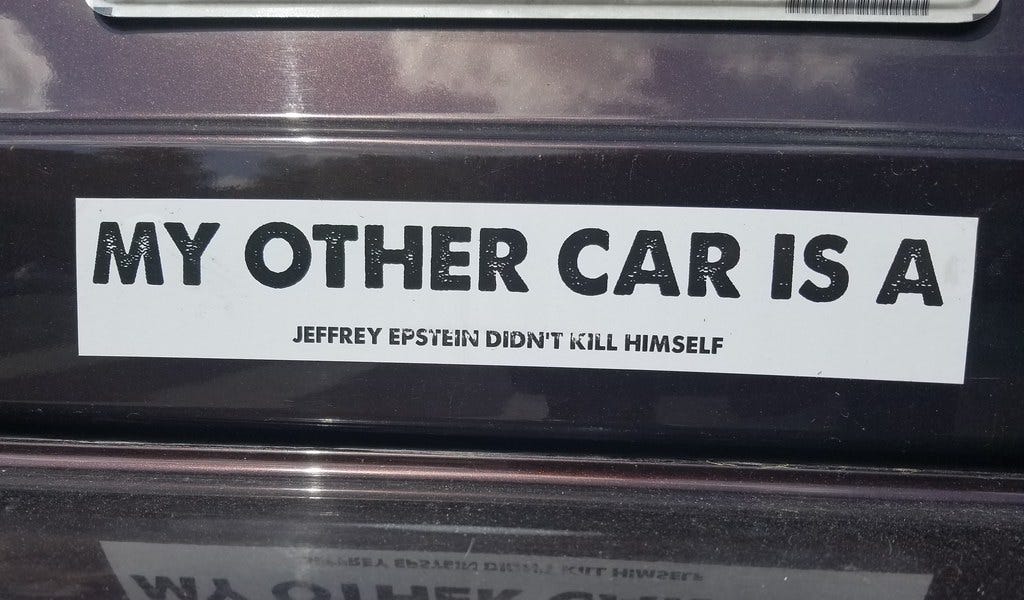 MY OTHER CAR IS A
JEFFREY EPSTEIN DIDN'T KILL HIMSELF